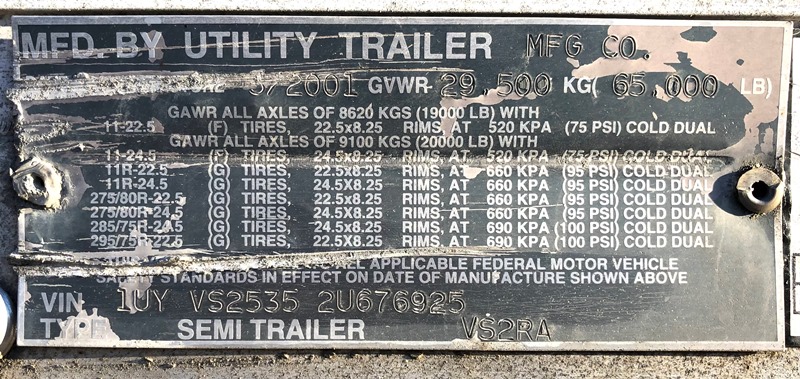 MFD. BY UTILITY TRAILER MFG CO.
3/2001 GVWR 29,500 KG( 65,000 LB)
GAWR ALL AXLES OF 8620 KGS (19000 LB) WITH
11-22.5 (F) TIRES, 22.5x8.25 RIMS, AT 520 KPA (75 PSI) COLD DUAL
GAWR ALL AXLES OF 9100 KGS (20000 LB) WITH
11-24.5 (F) TIRES, 24.5x8.25 RIMS, AT 520 KPA (75 PSI) COLD DUAL
11R-22.5 (G) TIRES, 22.5x8.25 RIMS, AT 660 KPA (95 PSI) COLD DUAL
11R-24.5 (G) TIRES, 24.5x8.25 RIMS, AT 660 KPA (95 PSI) COLD DUAL
275/80R-22.5 (G) TIRES, 22.5x8.25 RIMS, AT 660 KPA (95 PSI) COLD DUAL
275/80R-24.5 (G) TIRES, 24.5x8.25 RIMS, AT 660 KPA (95 PSI) COLD DUAL
285/75R-24.5 (G) TIRES, 24.5x8.25 RIMS, AT 690 KPA (100 PSI) COLD DUAL
295/75R-22.5 (G) TIRES, 22.5x8.25 RIMS, AT 690 KPA (100 PSI) COLD DUAL
APPLICABLE FEDERAL MOTOR VEHICLE
SAFETY STANDARDS IN EFFECT ON DATE OF MANUFACTURE SHOWN ABOVE
VIN 1UY VS2535 2U676925
TYPE SEMI TRAILER VS2RA